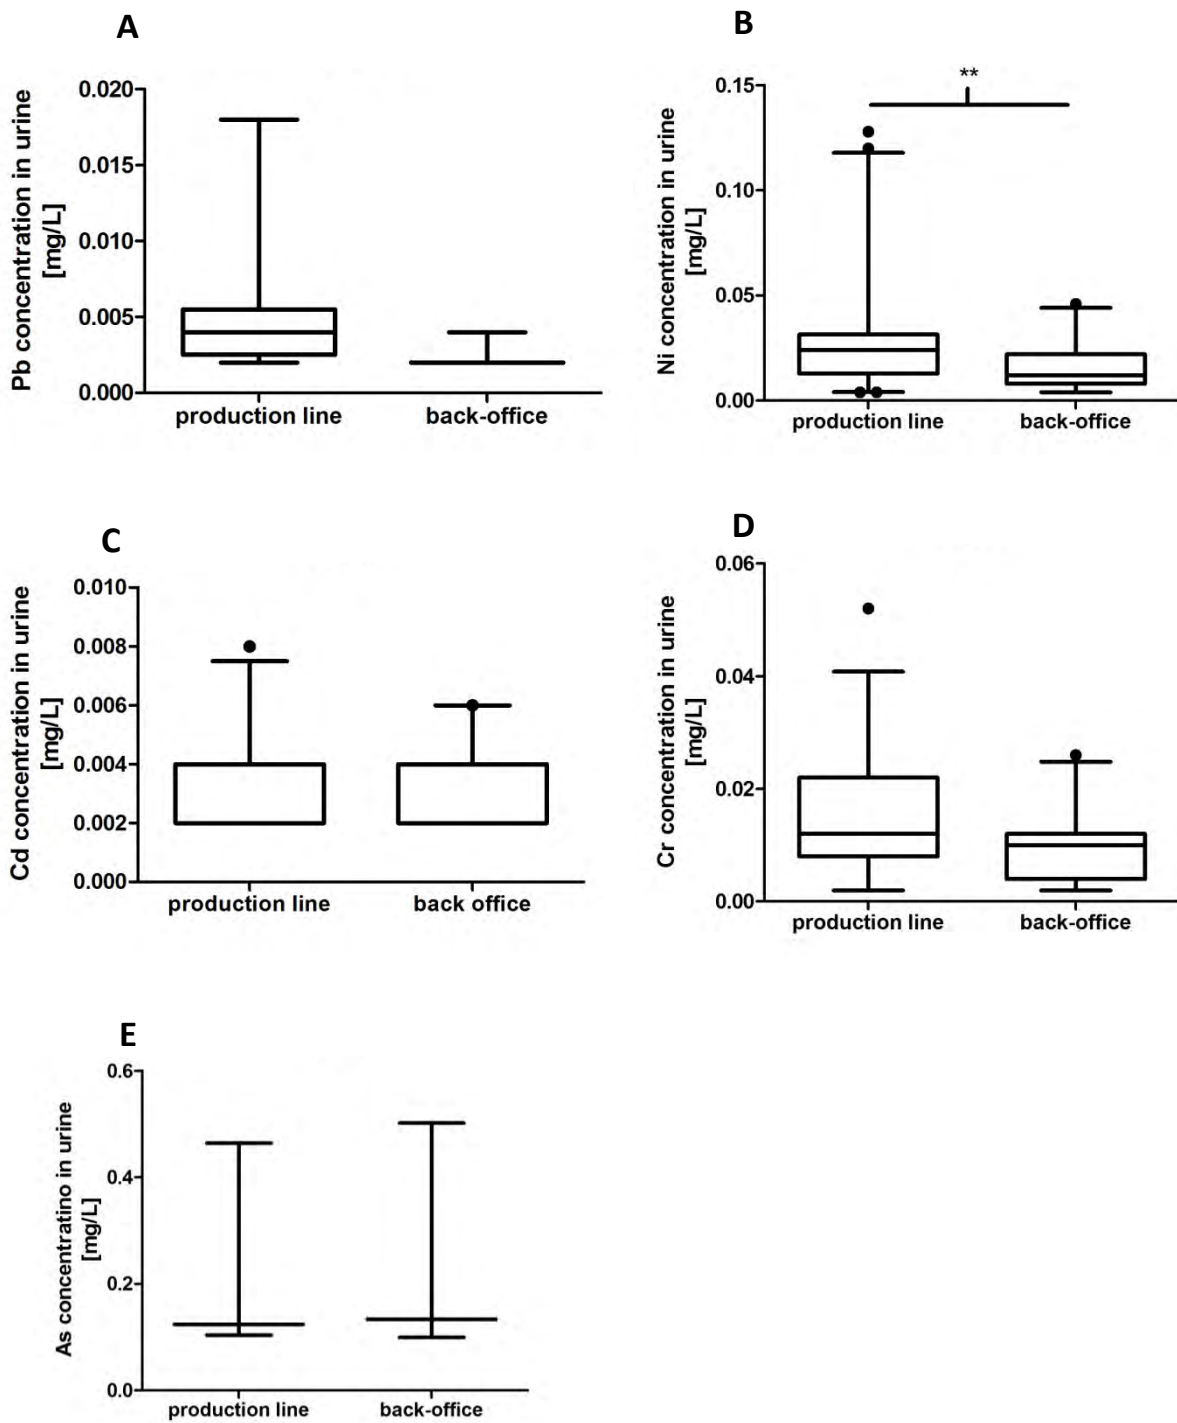 A
Pb concentration in urine
[mg/L]
0.020
0.015
0.010
0.005
0.000
production line
back-office
B
Ni concentration in urine
[mg/L]
**
0.15
0.10
0.05
0.00
production line
back-office
C
Cd concentration in urine
[mg/L]
0.010
0.008
0.006
0.004
0.002
0.000
production line
back office
D
Cr concentration in urine
[mg/L]
0.06
0.04
0.02
0.00
production line
back-office
E
As concentratino in urine
[mg/L]
0.6
0.4
0.2
0.0
production line
back-office